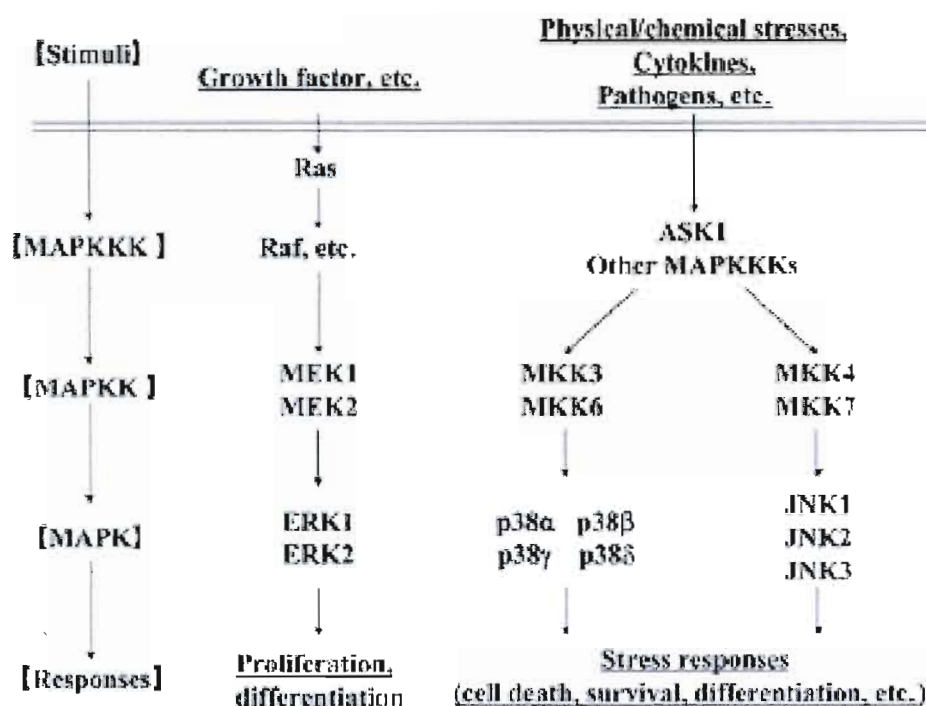 【Stimuli】
Growth factor, etc.
Physical/chemical stresses,
Cytokines,
Pathogens, etc.
Ras
【MAPKKK】
Raf, etc.
ASK1
Other MAPKKKs
【MAPKK】
MEK1
MEK2
MKK3
MKK6
MKK4
MKK7
【MAPK】
ERK1
ERK2
p38α p38β
p38γ p38δ
JNK1
JNK2
JNK3
【Responses】
Proliferation,
differentiation
Stress responses
(cell death, survival, differentiation, etc.)